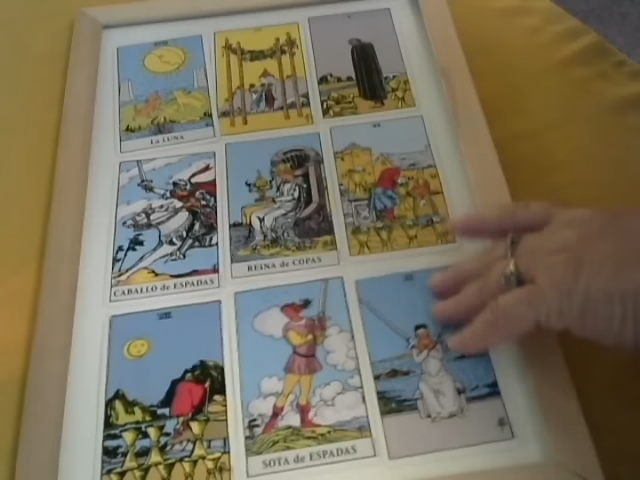 La LUNA
CABALLO de ESPADAS
REINA de COPAS
SOTA de ESPADAS